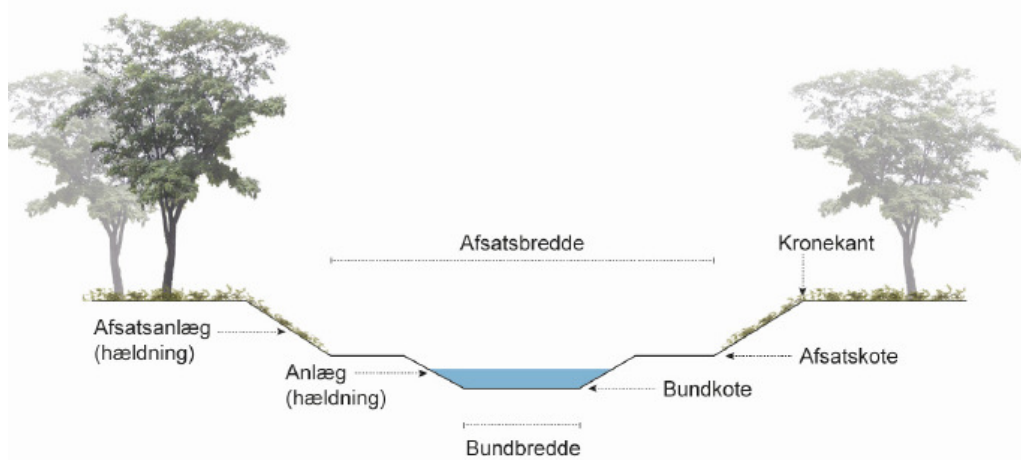 Afsatsbredde
Kronekant
Afsatsanlæg
(hældning)
Anlæg
(hældning)
Afsatskote
Bundkote
Bundbredde